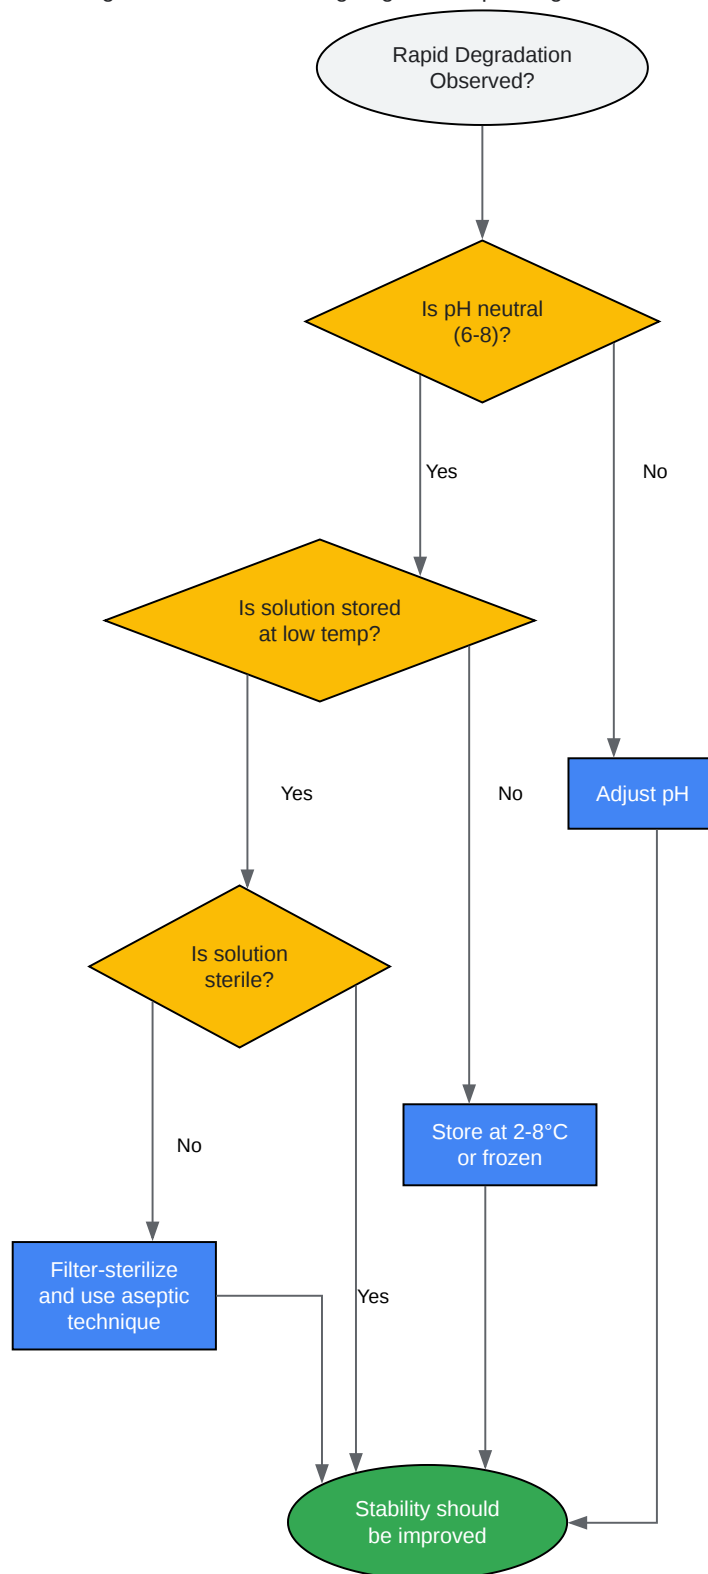 Rapid Degradation
Observed?
Is pH neutral
(6-8)?
Yes
No
Is solution stored
at low temp?
Adjust pH
Yes
No
Is solution
sterile?
Store at 2-8°C
or frozen
No
Filter-sterilize
and use aseptic
technique
Yes
Stability should
be improved